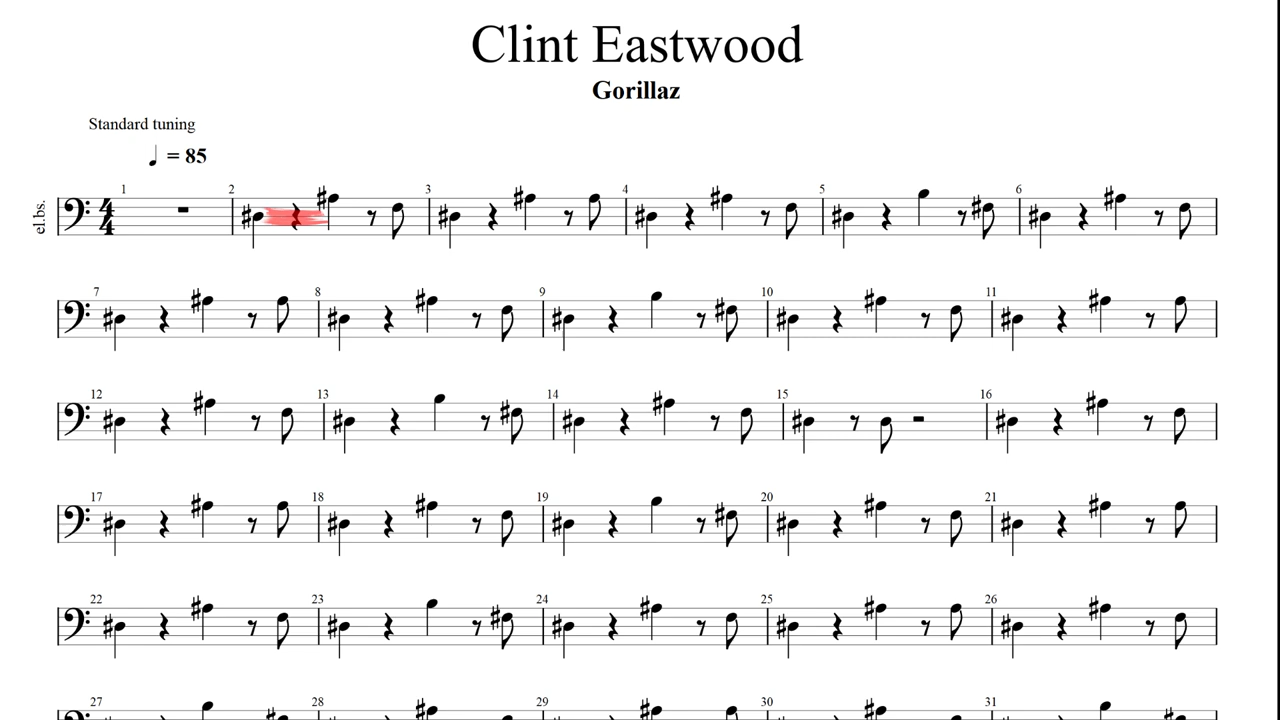 Clint Eastwood
Gorillaz
Standard tuning
= 85
el.bs.
1 2 3 4 5 6
7 8 9 10 11
12 13 14 15 16
17 18 19 20 21
22 23 24 25 26
27 28 29 30 31